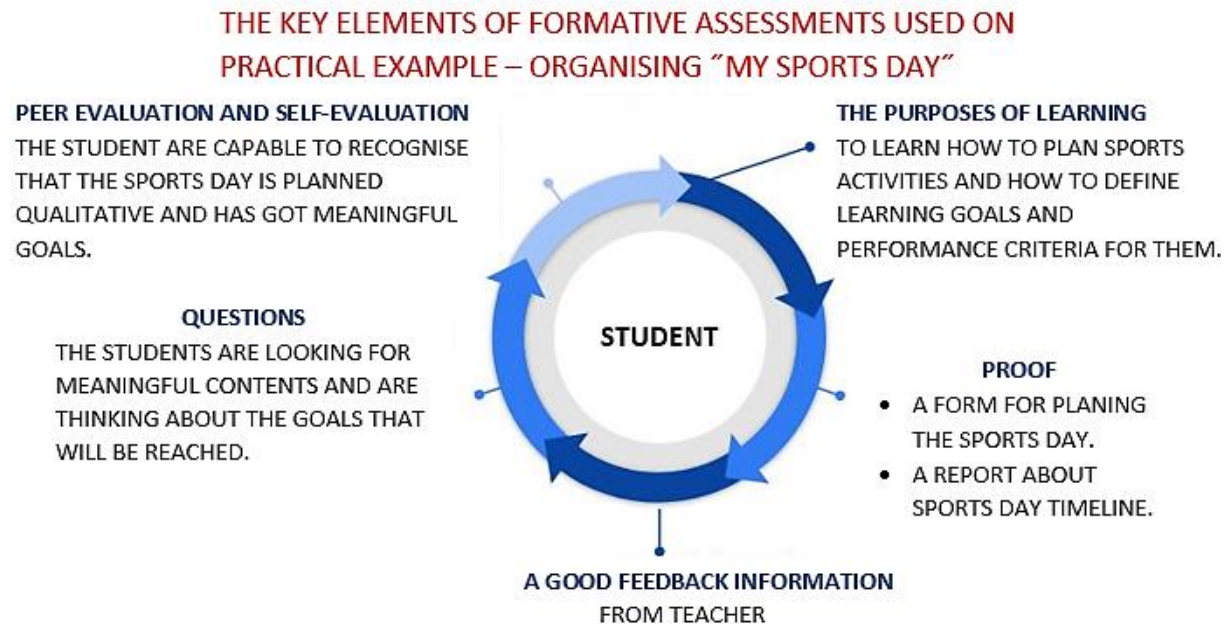 THE KEY ELEMENTS OF FORMATIVE ASSESSMENTS USED ON
PRACTICAL EXAMPLE – ORGANISING ˝MY SPORTS DAY˝
PEER EVALUATION AND SELF-EVALUATION
THE STUDENT ARE CAPABLE TO RECOGNISE
THAT THE SPORTS DAY IS PLANNED
QUALITATIVE AND HAS GOT MEANINGFUL
GOALS.
THE PURPOSES OF LEARNING
TO LEARN HOW TO PLAN SPORTS
ACTIVITIES AND HOW TO DEFINE
LEARNING GOALS AND
PERFORMANCE CRITERIA FOR THEM.
QUESTIONS
THE STUDENTS ARE LOOKING FOR
MEANINGFUL CONTENTS AND ARE
THINKING ABOUT THE GOALS THAT
WILL BE REACHED.
STUDENT
PROOF
• A FORM FOR PLANING
THE SPORTS DAY.
• A REPORT ABOUT
SPORTS DAY TIMELINE.
A GOOD FEEDBACK INFORMATION
FROM TEACHER